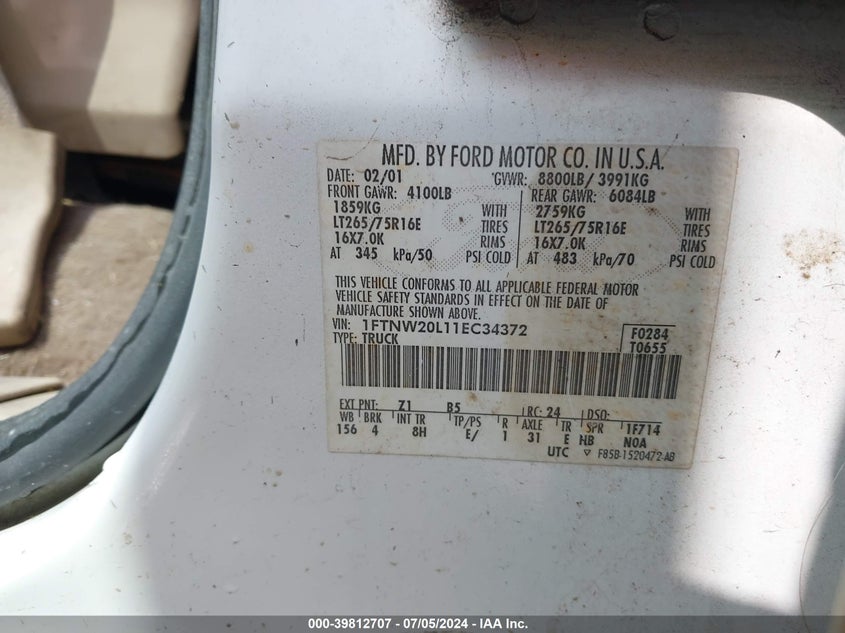 MFD. BY FORD MOTOR CO. IN U.S.A.
DATE: 02/01 GVWR: 8800LB/ 3991KG
FRONT GAWR: 4100LB REAR GAWR: 6084LB
1859KG WITH 2759KG WITH
LT265/75R16E TIRES LT265/75R16E TIRES
16X7.0K RIMS 16X7.0K RIMS
AT 345 kPa/50 PSI COLD AT 483 kPa/70 PSI COLD
THIS VEHICLE CONFORMS TO ALL APPLICABLE FEDERAL MOTOR
VEHICLE SAFETY STANDARDS IN EFFECT ON THE DATE OF
MANUFACTURE SHOWN ABOVE.
VIN: 1FTNW20L11EC34372 F0284
TYPE: TRUCK T0655
EXT PNT: Z1 B5 RC: 24 DSO:
WB BRK INT TR TP/PS R AXLE TR SPR 1F714
156 4 8H E/ 1 31 E HB NOA
UTC ▽ F85B-1520472-AB
000-39812707 - 07/05/2024 - IAA Inc.